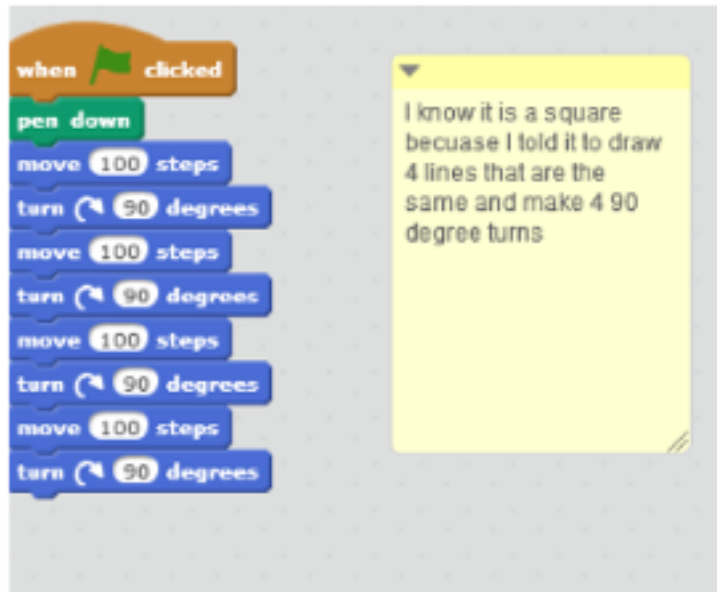 when clicked
pen down
move 100 steps
turn 90 degrees
move 100 steps
turn 90 degrees
move 100 steps
turn 90 degrees
move 100 steps
turn 90 degrees
I know it is a square
becuase I told it to draw
4 lines that are the
same and make 4 90
degree turns